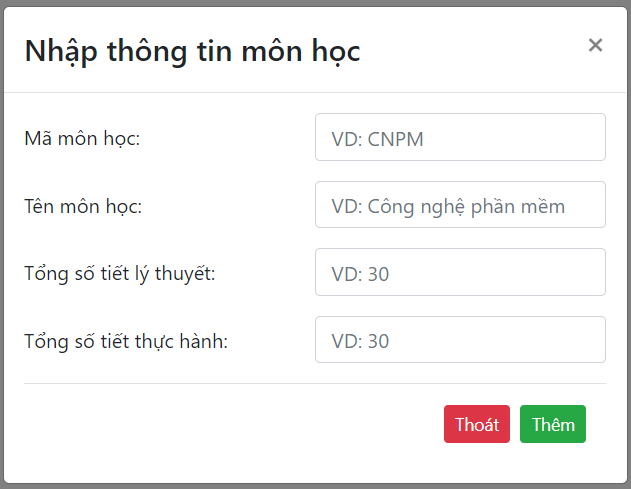 Nhập thông tin môn học ×
Mã môn học: VD: CNPM
Tên môn học: VD: Công nghệ phần mềm
Tổng số tiết lý thuyết: VD: 30
Tổng số tiết thực hành: VD: 30
Thoát Thêm